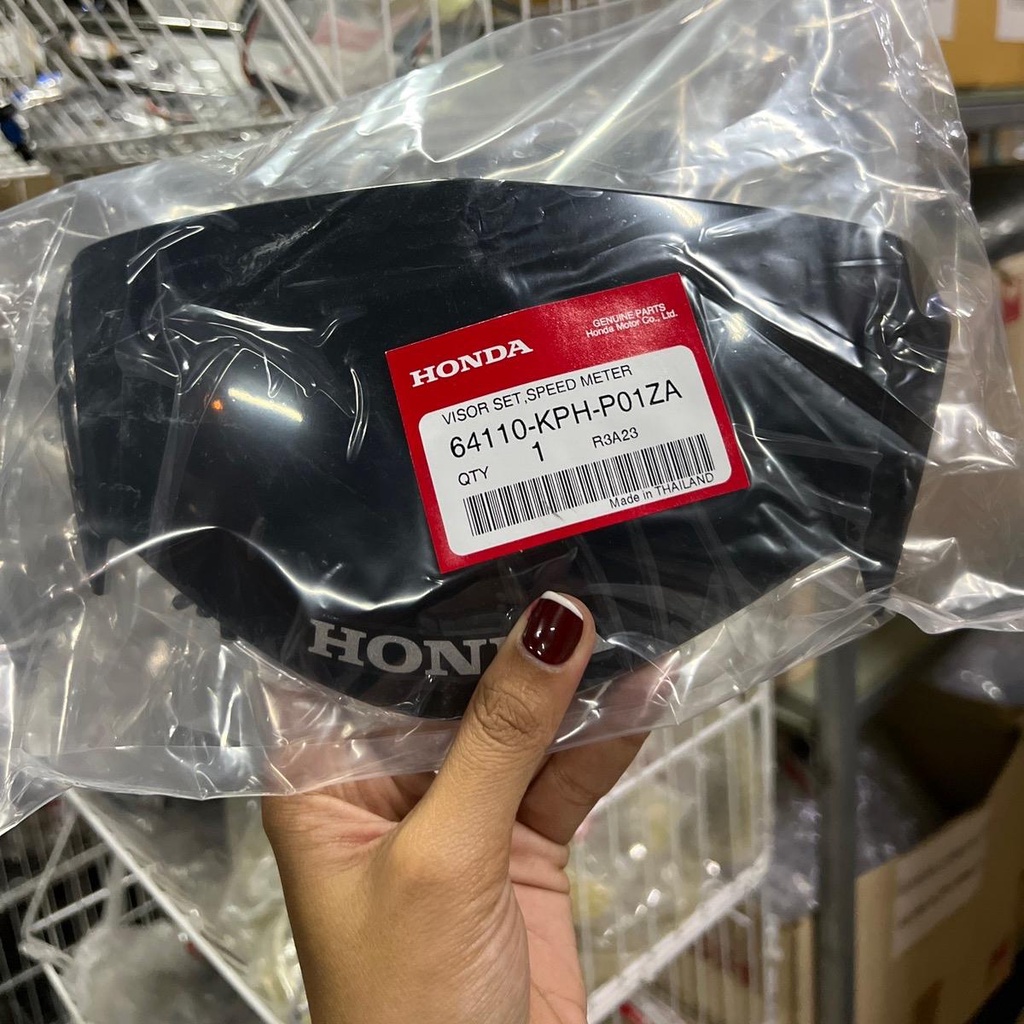 HONDA
GENUINE PARTS
Honda Motor Co., Ltd.
VISOR SET,SPEED METER
64110-KPH-P01ZA
QTY 1 R3A23
Made in THAILAND
HON